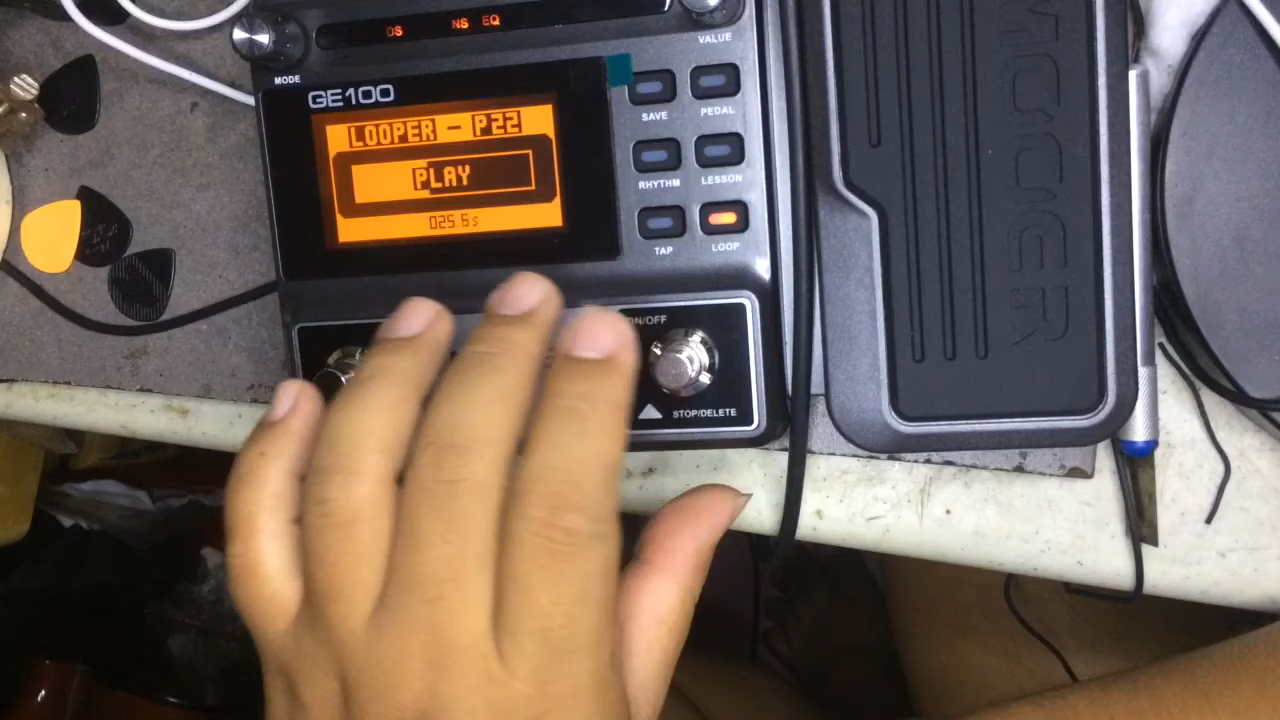 DS NS EQ
MODE
VALUE
GE100
LOOPER - P22
PLAY
025.6s
SAVE
PEDAL
RHYTHM
LESSON
TAP
LOOP
ON/OFF
STOP/DELETE
MOOER